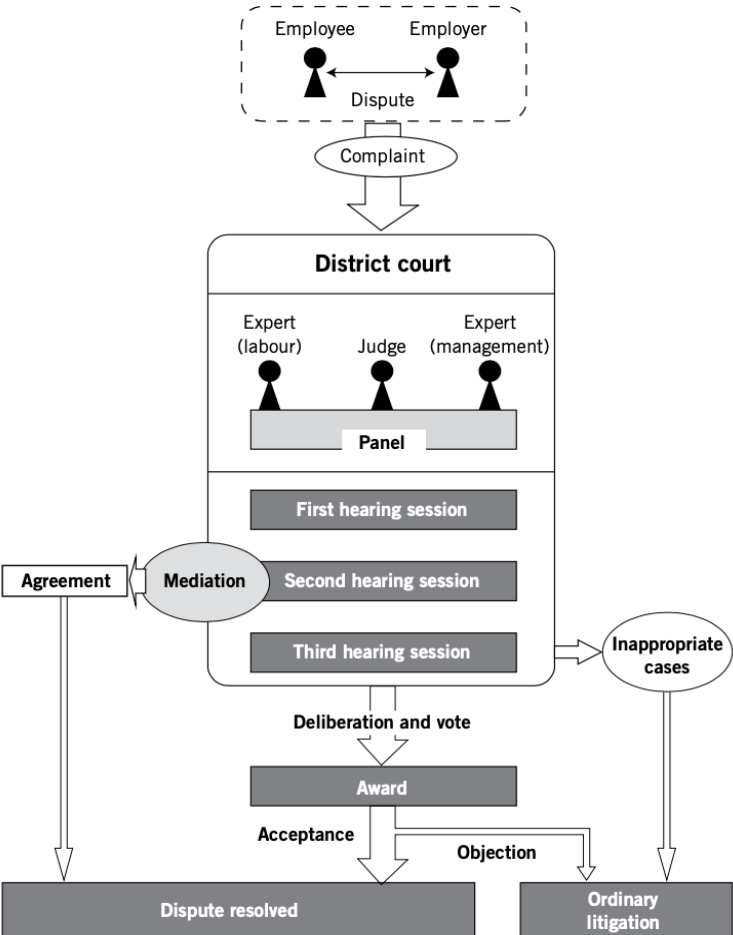 Employee
Employer
Dispute
Complaint
District court
Expert
(labour)
Judge
Expert
(management)
Panel
First hearing session
Agreement
Mediation
Second hearing session
Third hearing session
Inappropriate
cases
Deliberation and vote
Award
Acceptance
Objection
Dispute resolved
Ordinary
litigation